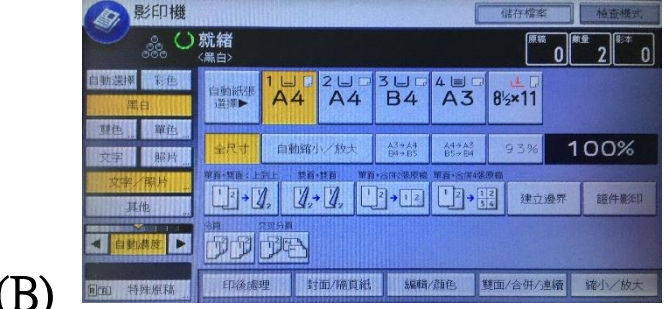 影印機 儲存檔案 檢查模式
就緒
<黑白>
原稿 數量 影本
0 2 0
自動選擇 彩色
黑白
雙色 單色
文字 照片
文字/照片
其他
自動濃度
特殊原稿
自動紙張
選擇▶
1 A4
2 A4
3 B4
4 A3
8½×11
全尺寸 自動縮小/放大 A3→A4 B4→B5 A4→A3 B5→B4 93% 100%
單面→雙面:上到上 雙面→雙面 單面→合併2張原稿 單面→合併4張原稿
建立邊界 證件影印
分頁 交叉分頁
印後處理 封面/隔頁紙 編輯/顏色 雙面/合併/連續 縮小/放大
(B)